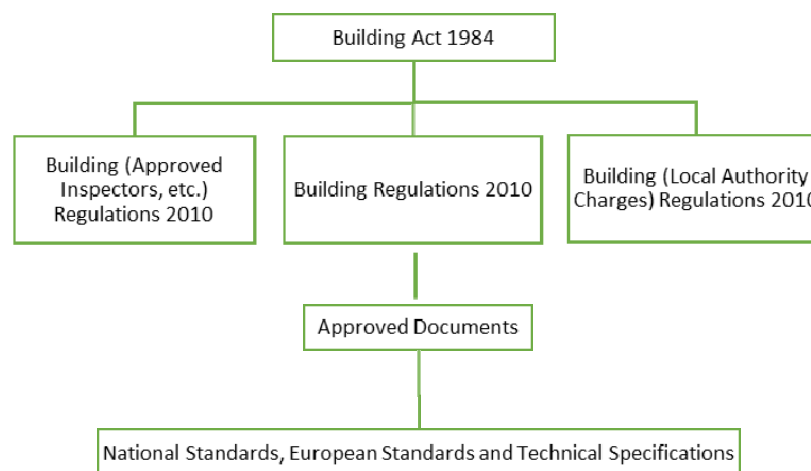 Building Act 1984
Building (Approved
Inspectors, etc.)
Regulations 2010
Building Regulations 2010
Building (Local Authority
Charges) Regulations 2010
Approved Documents
National Standards, European Standards and Technical Specifications